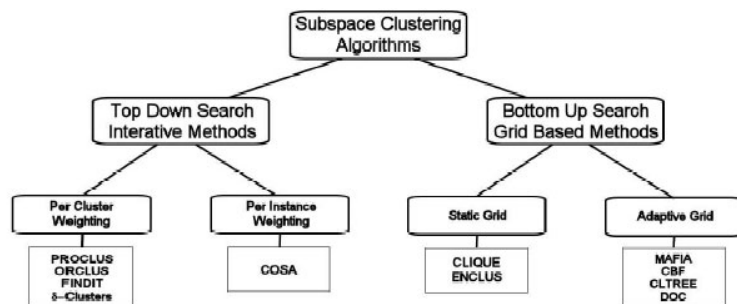 Subspace Clustering
Algorithms
Top Down Search
Interative Methods
Bottom Up Search
Grid Based Methods
Per Cluster
Weighting
Per Instance
Weighting
Static Grid
Adaptive Grid
PROCLUS
ORCLUS
FINDIT
δ–Clusters
COSA
CLIQUE
ENCLUS
MAFIA
CBF
CLTREE
DOC